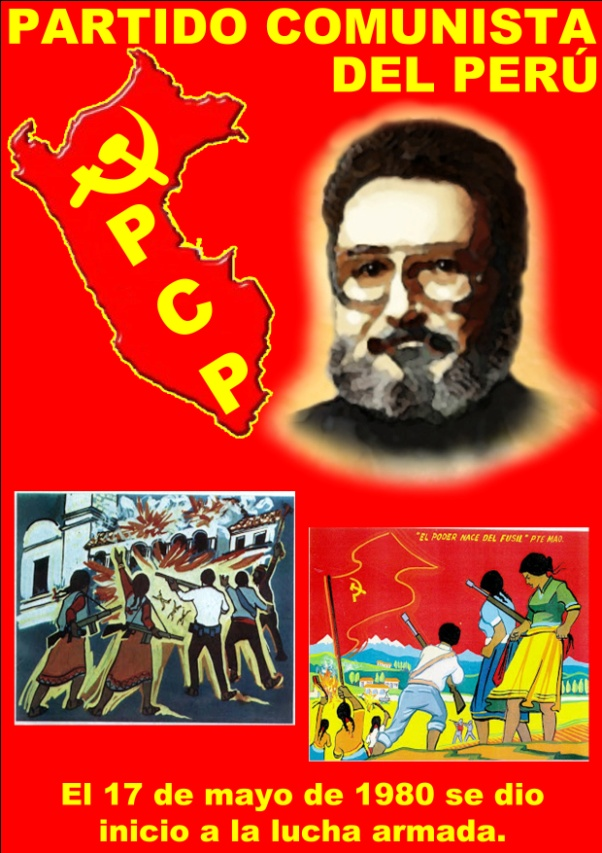 PARTIDO COMUNISTA
DEL PERÚ
P
C
P
"EL PODER NACE DEL FUSIL" PTE MAO.
El 17 de mayo de 1980 se dio
inicio a la lucha armada.